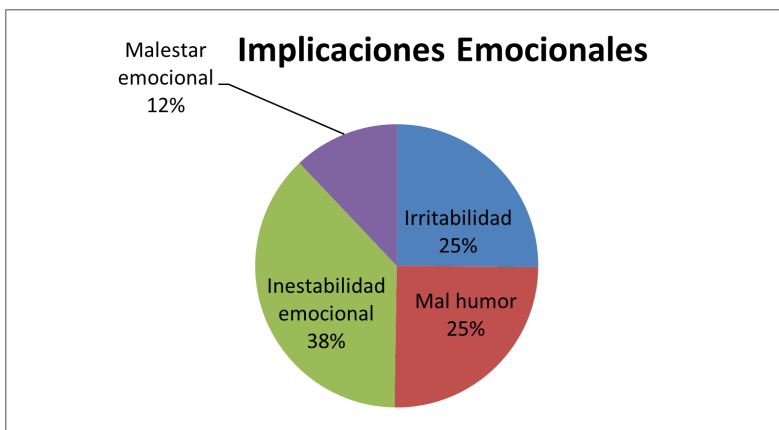 Implicaciones Emocionales
Malestar
emocional
12%
Irritabilidad
25%
Mal humor
25%
Inestabilidad
emocional
38%